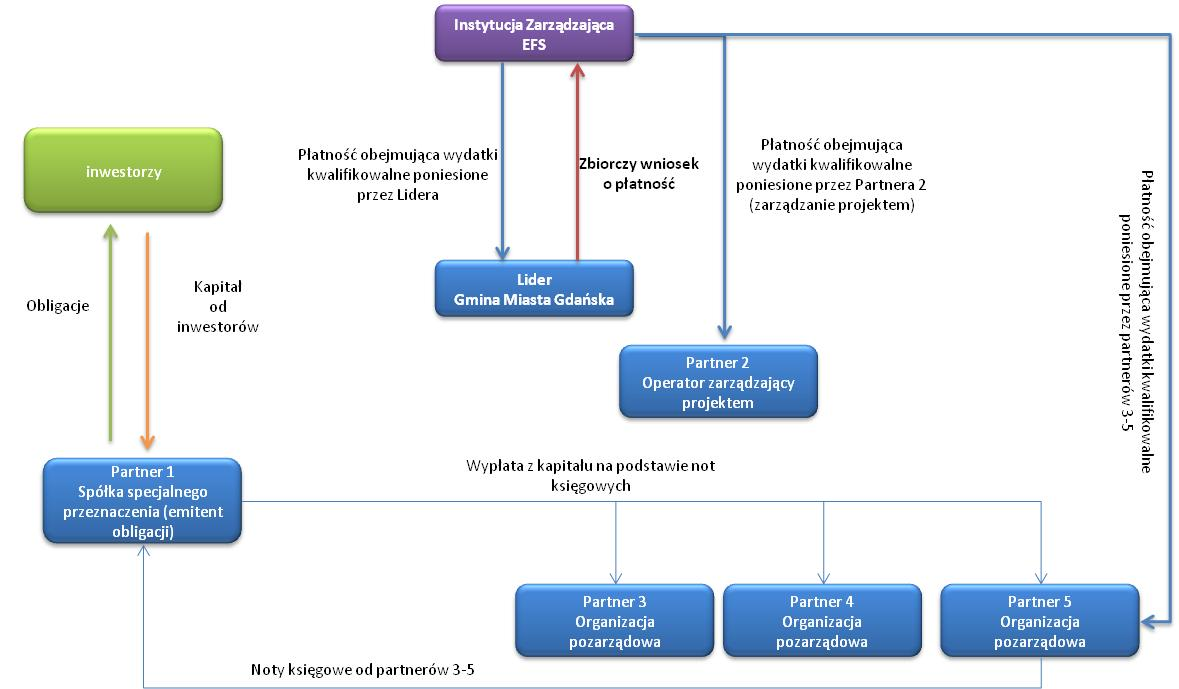 Instytucja Zarządzająca
EFS
inwestorzy
Płatność obejmująca wydatki
kwalifikowalne poniesione
przez Lidera
Zbiorczy wniosek
o płatność
Płatność obejmująca
wydatki kwalifikowalne
poniesione przez Partnera 2
(zarządzanie projektem)
Płatność obejmująca wydatki kwalifikowalne
poniesione przez partnerów 3-5
Obligacje
Kapitał
od
inwestorów
Lider
Gmina Miasta Gdańska
Partner 2
Operator zarządzający
projektem
Partner 1
Spółka specjalnego
przeznaczenia (emitent
obligacji)
Wypłata z kapitału na podstawie not
księgowych
Partner 3
Organizacja
pozarządowa
Partner 4
Organizacja
pozarządowa
Partner 5
Organizacja
pozarządowa
Noty księgowe od partnerów 3-5